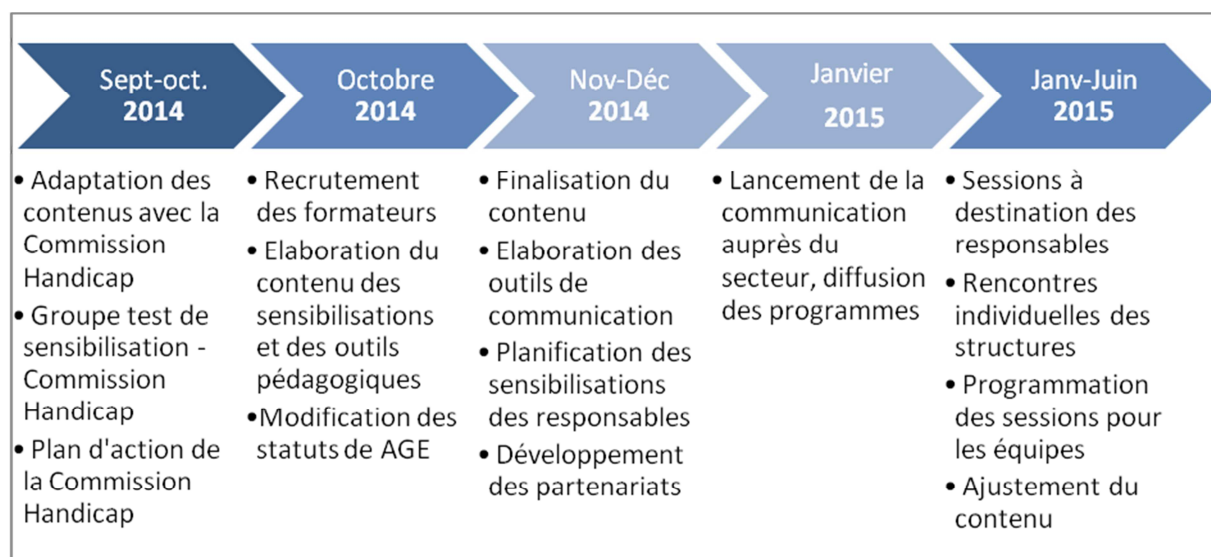 Sept-oct.
2014
• Adaptation des
contenus avec la
Commission
Handicap
• Groupe test de
sensibilisation -
Commission
Handicap
• Plan d'action de
la Commission
Handicap
Octobre
2014
• Recrutement
des formateurs
• Elaboration du
contenu des
sensibilisations
et des outils
pédagogiques
• Modification des
statuts de AGE
Nov-Déc
2014
• Finalisation du
contenu
• Elaboration des
outils de
communication
• Planification des
sensibilisations
des responsables
• Développement
des partenariats
Janvier
2015
• Lancement de la
communication
auprès du
secteur, diffusion
des programmes
Janv-Juin
2015
• Sessions à
destination des
responsables
• Rencontres
individuelles des
structures
• Programmation
des sessions pour
les équipes
• Ajustement du
contenu